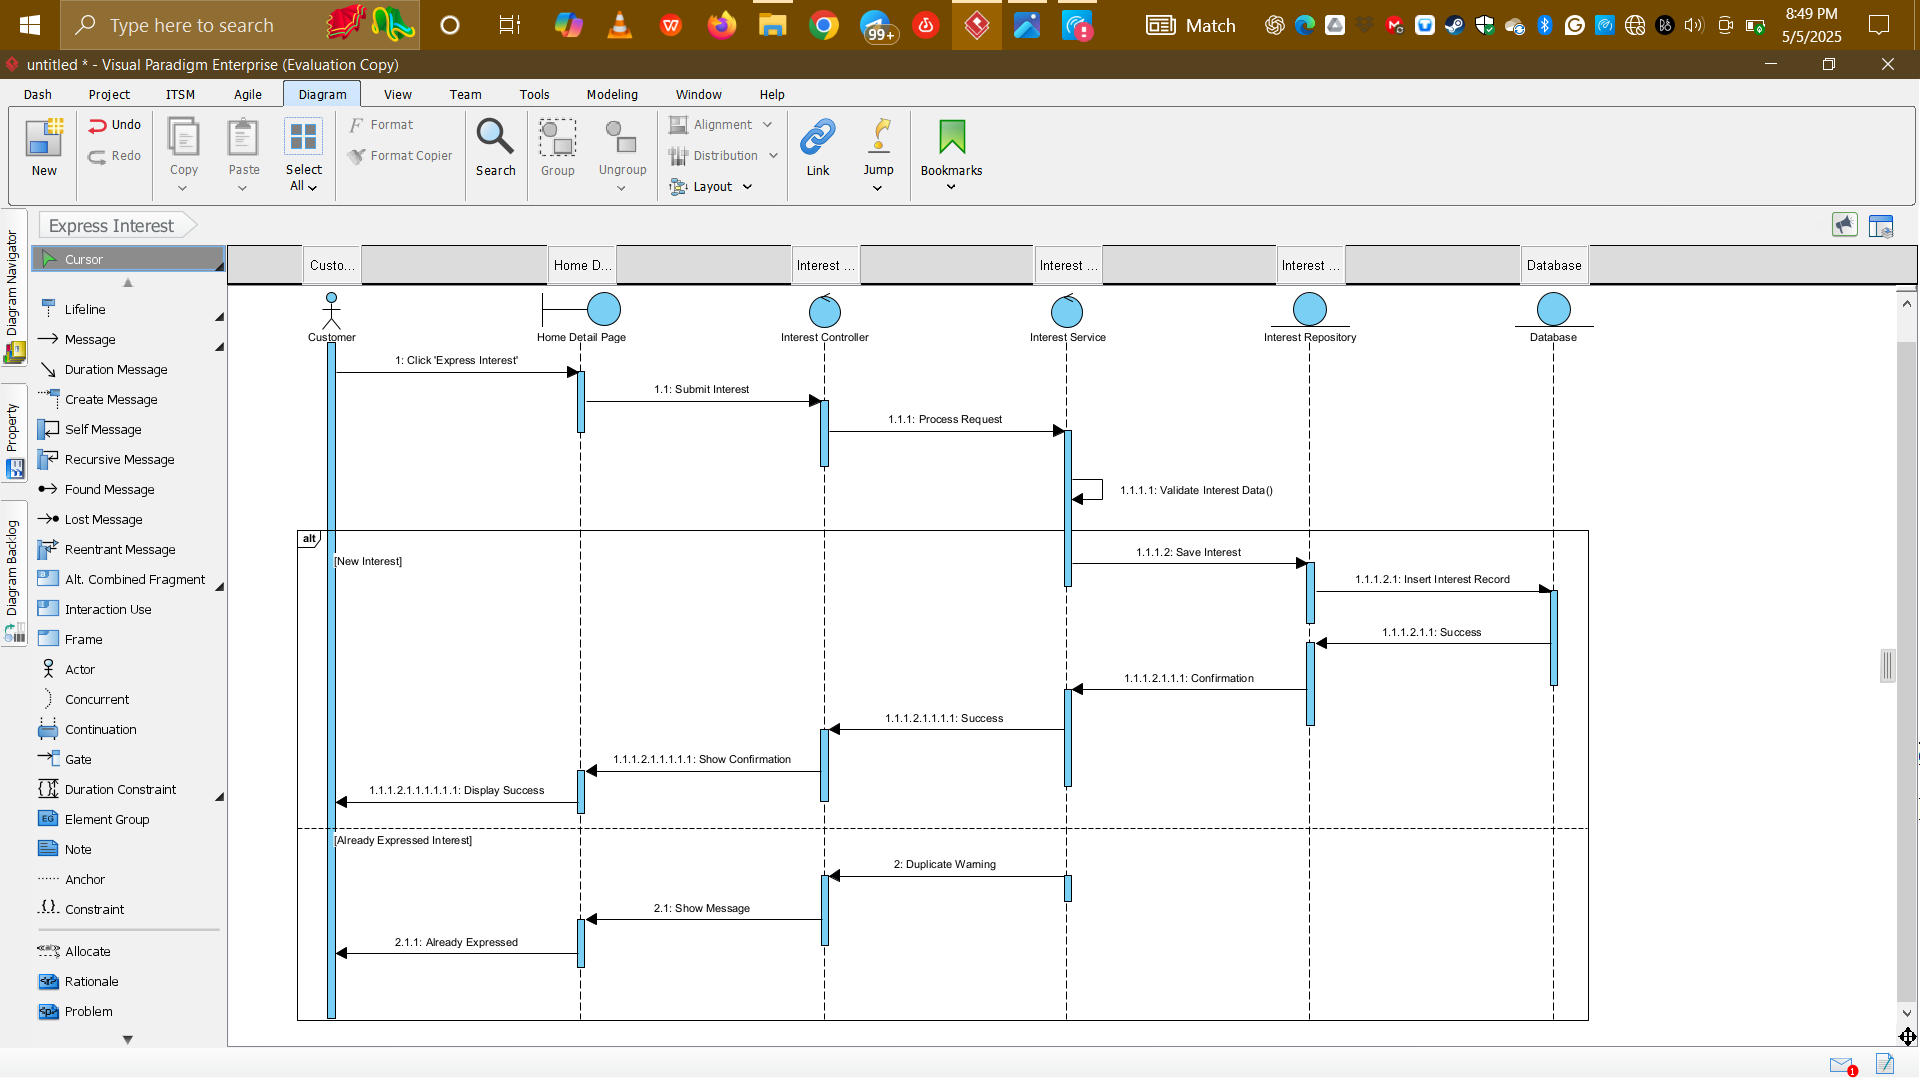 Type here to search
99+
Match
8:49 PM
5/5/2025
untitled * - Visual Paradigm Enterprise (Evaluation Copy)
Dash Project ITSM Agile Diagram View Team Tools Modeling Window Help
New
Undo
Redo
Copy
Paste
Select
All
Format
Format Copier
Search
Group
Ungroup
Alignment
Distribution
Layout
Link
Jump
Bookmarks
Diagram Navigator
Property
Diagram Backlog
Express Interest
Cursor
Lifeline
Message
Duration Message
Create Message
Self Message
Recursive Message
Found Message
Lost Message
Reentrant Message
Alt. Combined Fragment
Interaction Use
Frame
Actor
Concurrent
Continuation
Gate
Duration Constraint
Element Group
Note
Anchor
Constraint
Allocate
Rationale
Problem
Custo... Home D... Interest ... Interest ... Interest ... Database
Customer Home Detail Page Interest Controller Interest Service Interest Repository Database
1: Click 'Express Interest'
1.1: Submit Interest
1.1.1: Process Request
1.1.1.1: Validate Interest Data()
alt
[New Interest]
1.1.1.2: Save Interest
1.1.1.2.1: Insert Interest Record
1.1.1.2.1.1: Success
1.1.1.2.1.1.1: Confirmation
1.1.1.2.1.1.1.1: Success
1.1.1.2.1.1.1.1.1: Show Confirmation
1.1.1.2.1.1.1.1.1.1: Display Success
[Already Expressed Interest]
2: Duplicate Warning
2.1: Show Message
2.1.1: Already Expressed
1